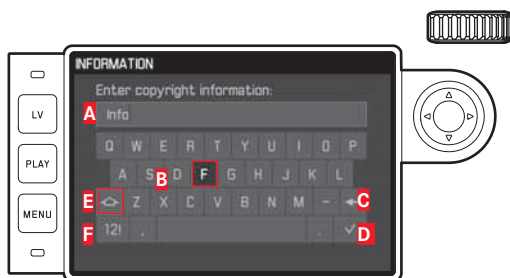 INFORMATION
Enter copyright information:
A Info
Q W E R T Y U I O P
A S B D F G H J K L
E Z X C V B N M - C
F 12! , . D
LV
PLAY
MENU